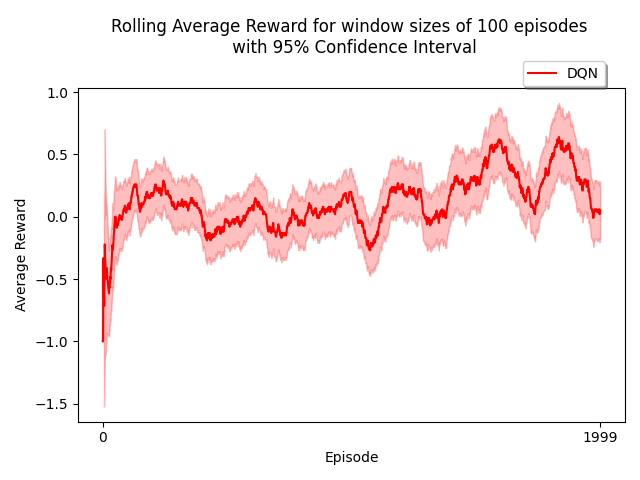 Rolling Average Reward for window sizes of 100 episodes
with 95% Confidence Interval
DQN
1.0
0.5
0.0
−0.5
−1.0
−1.5
Average Reward
0
1999
Episode